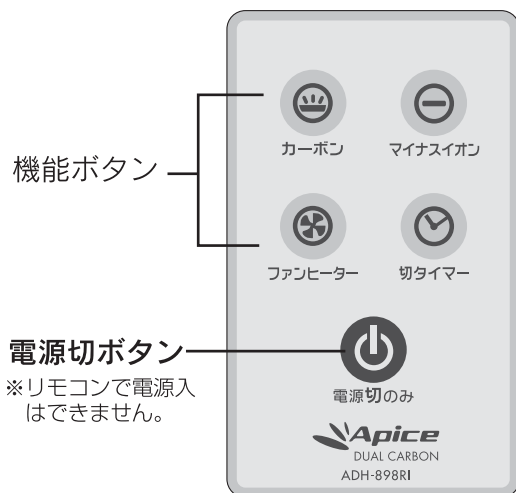 カーボン
マイナスイオン
機能ボタン
ファンヒーター
切タイマー
電源切ボタン
※リモコンで電源入
はできません。
電源切のみ
Apice
DUAL CARBON
ADH-898RI